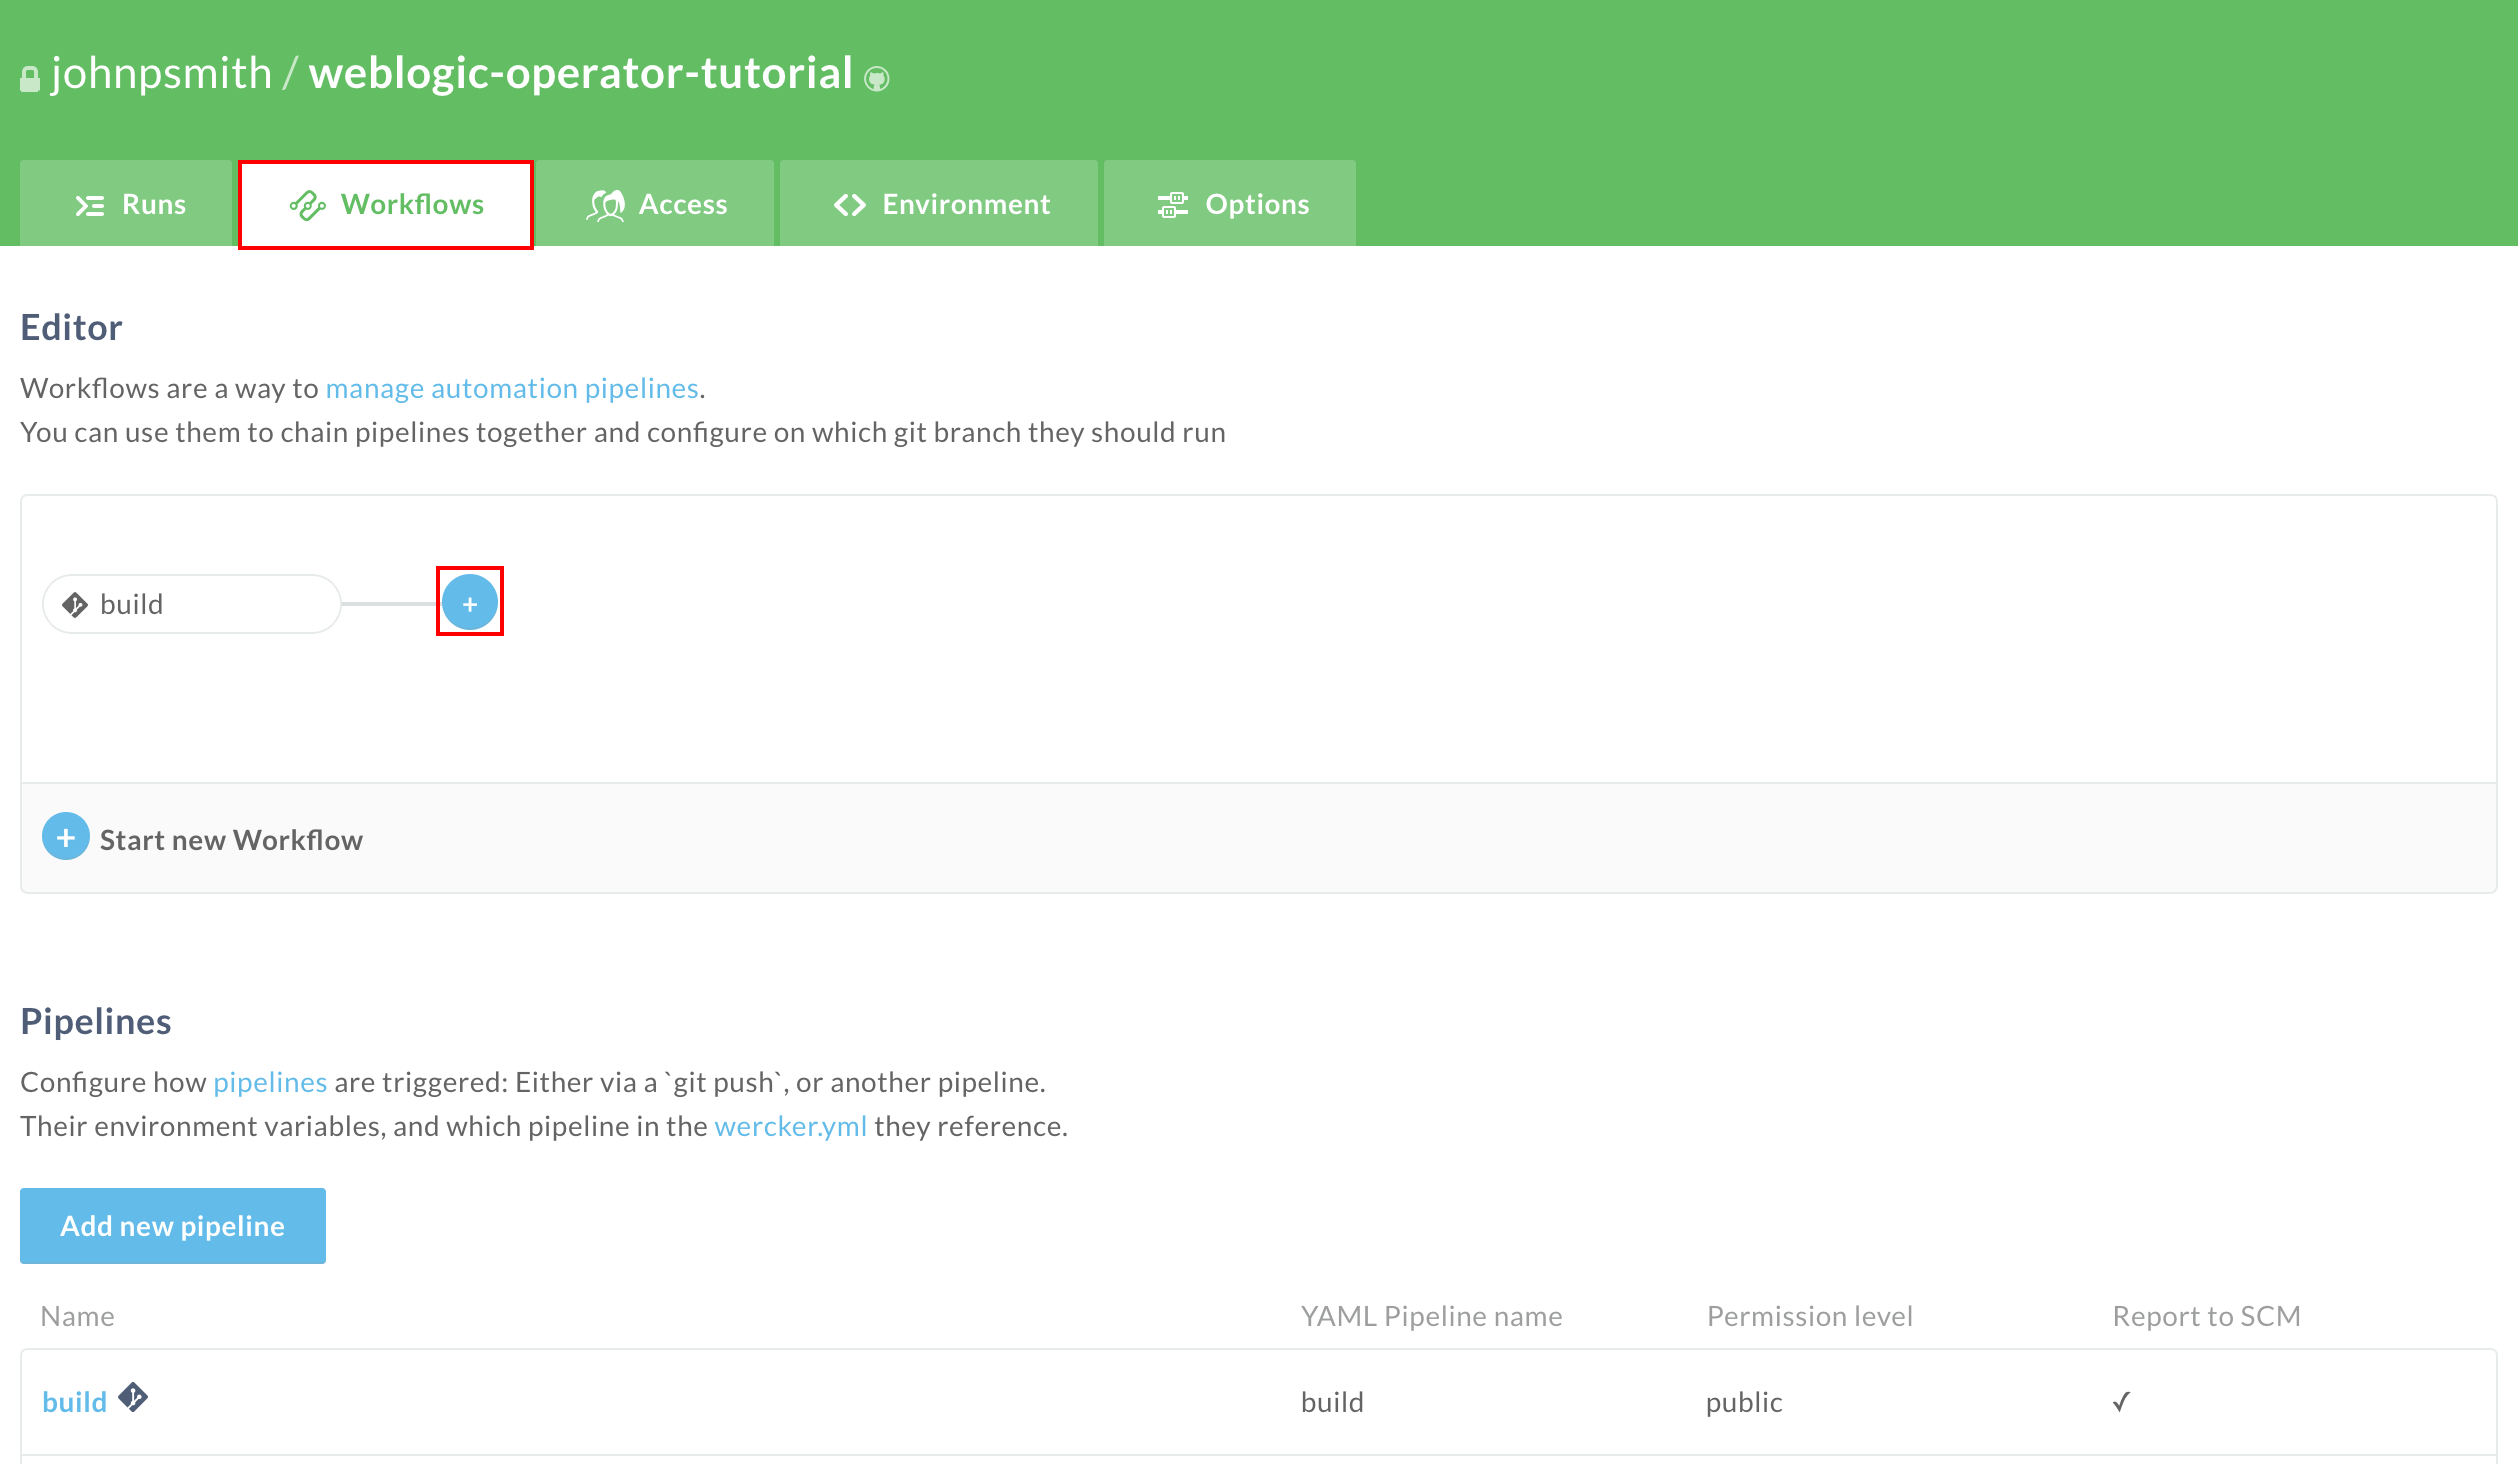 johnpsmith / weblogic-operator-tutorial
Runs Workflows Access Environment Options
Editor
Workflows are a way to manage automation pipelines.
You can use them to chain pipelines together and configure on which git branch they should run
build +
+ Start new Workflow
Pipelines
Configure how pipelines are triggered: Either via a `git push`, or another pipeline.
Their environment variables, and which pipeline in the wercker.yml they reference.
Add new pipeline
Name YAML Pipeline name Permission level Report to SCM
build build public ✓